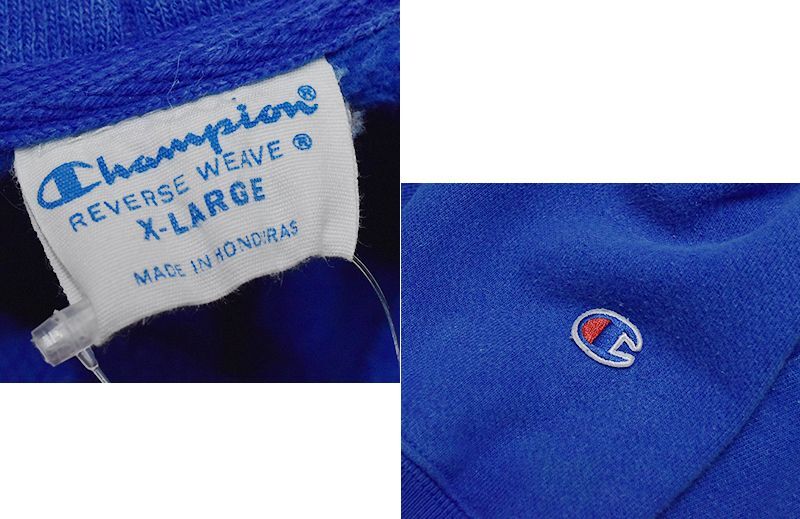 Champion®
REVERSE WEAVE®
X-LARGE
MADE IN HONDURAS